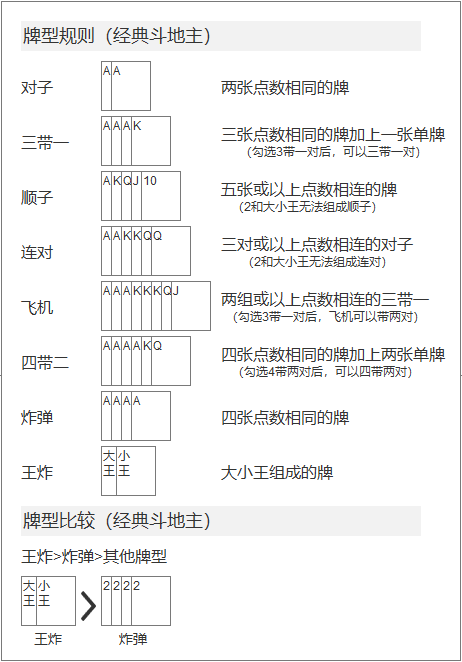 牌型规则（经典斗地主）
对子 A A 两张点数相同的牌
三带一 A A A K 三张点数相同的牌加上一张单牌
(勾选3带一对后，可以三带一对)
顺子 A K Q J 10 五张或以上点数相连的牌
(2和大小王无法组成顺子)
连对 A A K K Q Q 三对或以上点数相连的对子
(2和大小王无法组成连对)
飞机 A A A K K K Q J 两组或以上点数相连的三带一
(勾选3带一对后，飞机可以带两对)
四带二 A A A A K Q 四张点数相同的牌加上两张单牌
(勾选4带两对后，可以四带两对)
炸弹 A A A A 四张点数相同的牌
王炸 大王 小王 大小王组成的牌
牌型比较（经典斗地主）
王炸>炸弹>其他牌型
大王 小王 > 2 2 2 2
王炸 炸弹